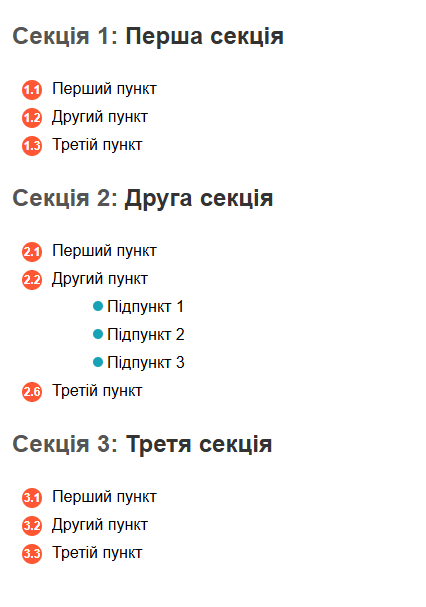 Секція 1: Перша секція
1.1 Перший пункт
1.2 Другий пункт
1.3 Третій пункт
Секція 2: Друга секція
2.1 Перший пункт
2.2 Другий пункт
Підпункт 1
Підпункт 2
Підпункт 3
2.6 Третій пункт
Секція 3: Третя секція
3.1 Перший пункт
3.2 Другий пункт
3.3 Третій пункт